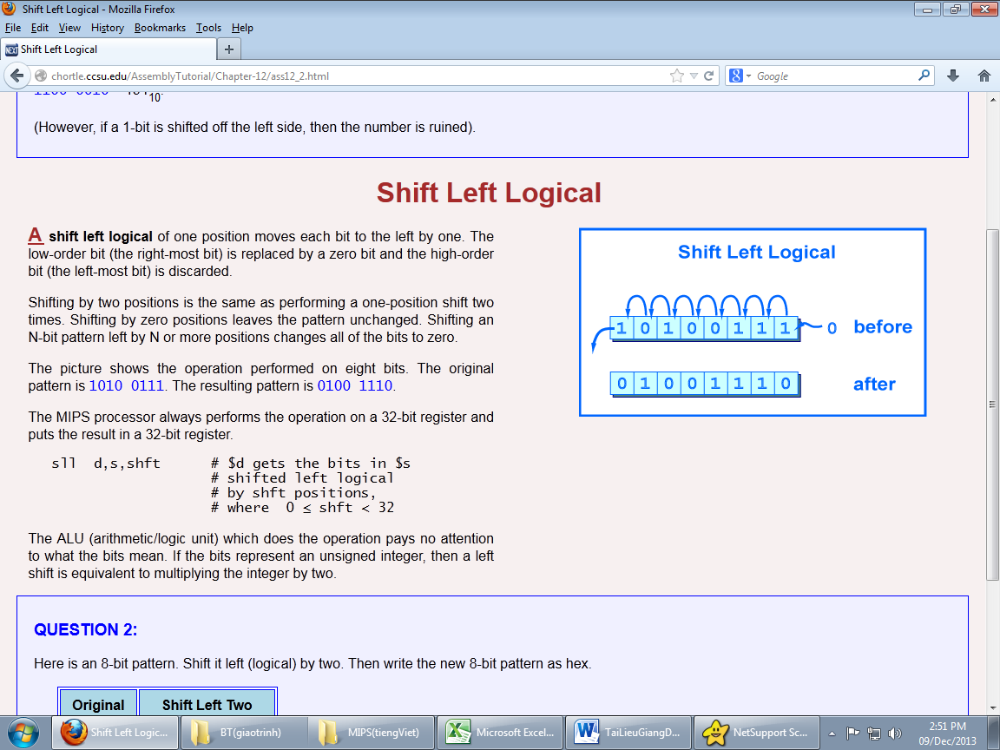 Shift Left Logical - Mozilla Firefox
File Edit View History Bookmarks Tools Help
Shift Left Logical
chortle.ccsu.edu/AssemblyTutorial/Chapter-12/ass12_2.html
Google
10
(However, if a 1-bit is shifted off the left side, then the number is ruined).
Shift Left Logical
A shift left logical of one position moves each bit to the left by one. The
low-order bit (the right-most bit) is replaced by a zero bit and the high-order
bit (the left-most bit) is discarded.
Shifting by two positions is the same as performing a one-position shift two
times. Shifting by zero positions leaves the pattern unchanged. Shifting an
N-bit pattern left by N or more positions changes all of the bits to zero.
The picture shows the operation performed on eight bits. The original
pattern is 1010 0111. The resulting pattern is 0100 1110.
The MIPS processor always performs the operation on a 32-bit register and
puts the result in a 32-bit register.
sll d,s,shft # $d gets the bits in $s
# shifted left logical
# by shft positions,
# where 0 ≤ shft < 32
The ALU (arithmetic/logic unit) which does the operation pays no attention
to what the bits mean. If the bits represent an unsigned integer, then a left
shift is equivalent to multiplying the integer by two.
Shift Left Logical
1 0 1 0 0 1 1 1 0 before
0 1 0 0 1 1 1 0 after
QUESTION 2:
Here is an 8-bit pattern. Shift it left (logical) by two. Then write the new 8-bit pattern as hex.
Original Shift Left Two
Shift Left Logic... BT(giaotrinh) MIPS(tiengViet) Microsoft Excel... TaiLieuGiangD... NetSupport Sc...
2:51 PM
09/Dec/2013